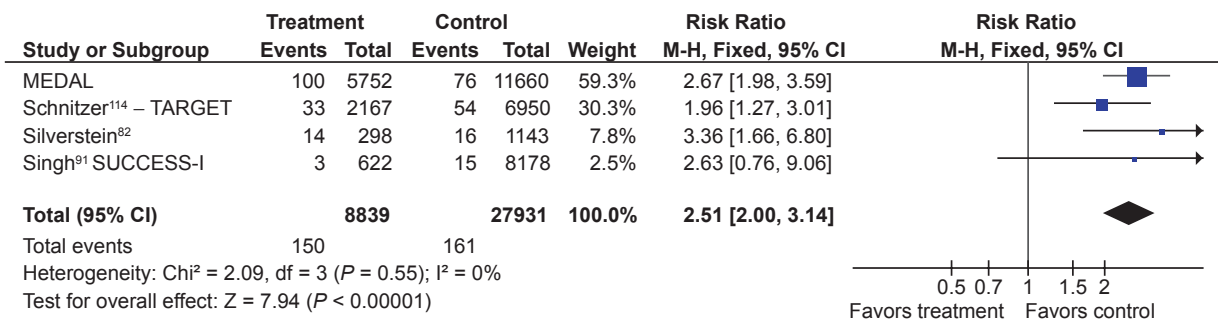 Treatment Control Risk Ratio Risk Ratio
Study or Subgroup Events Total Events Total Weight M-H, Fixed, 95% CI M-H, Fixed, 95% CI
MEDAL 100 5752 76 11660 59.3% 2.67 [1.98, 3.59]
Schnitzer¹¹⁴ – TARGET 33 2167 54 6950 30.3% 1.96 [1.27, 3.01]
Silverstein⁸² 14 298 16 1143 7.8% 3.36 [1.66, 6.80]
Singh⁹¹ SUCCESS-I 3 622 15 8178 2.5% 2.63 [0.76, 9.06]
Total (95% CI) 8839 27931 100.0% 2.51 [2.00, 3.14]
Total events 150 161
Heterogeneity: Chi² = 2.09, df = 3 (P = 0.55); I² = 0%
Test for overall effect: Z = 7.94 (P < 0.00001)
0.5 0.7 1 1.5 2
Favors treatment Favors control